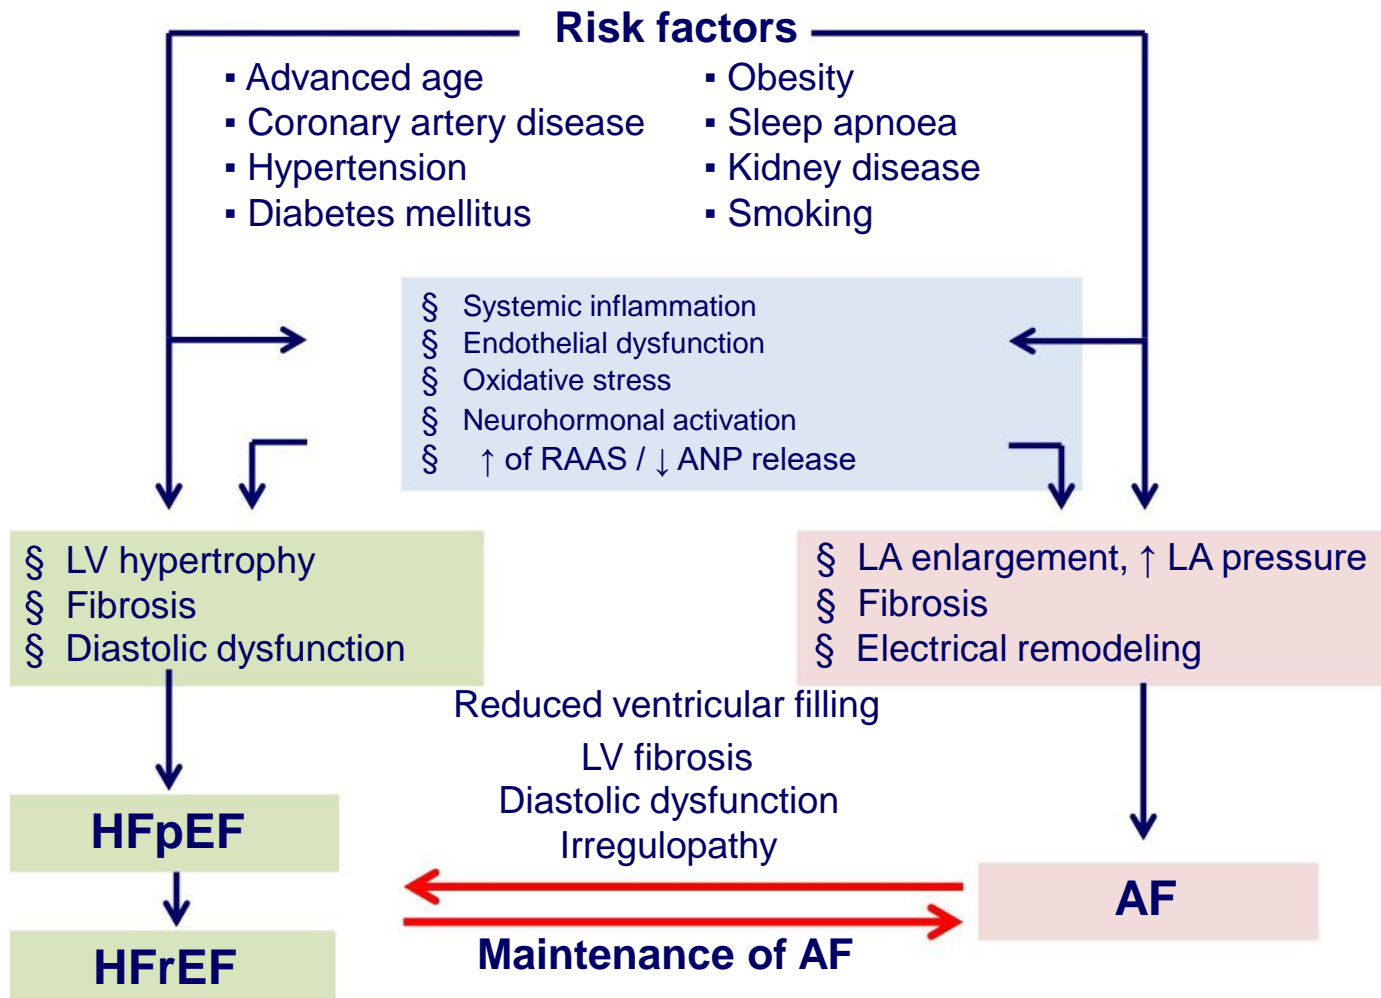 Risk factors
▪ Advanced age
▪ Coronary artery disease
▪ Hypertension
▪ Diabetes mellitus
▪ Obesity
▪ Sleep apnoea
▪ Kidney disease
▪ Smoking
§ Systemic inflammation
§ Endothelial dysfunction
§ Oxidative stress
§ Neurohormonal activation
§ ↑ of RAAS / ↓ ANP release
§ LV hypertrophy
§ Fibrosis
§ Diastolic dysfunction
§ LA enlargement, ↑ LA pressure
§ Fibrosis
§ Electrical remodeling
Reduced ventricular filling
LV fibrosis
Diastolic dysfunction
Irregulopathy
HFpEF
HFrEF
AF
Maintenance of AF